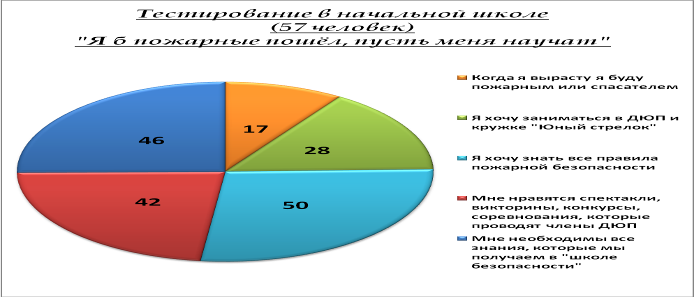 Тестирование в начальной школе
(57 человек)
"Я б пожарные пошёл, пусть меня научат"
17
28
50
42
46
Когда я вырасту я буду
пожарным или спасателем
Я хочу заниматься в ДЮП и
кружке "Юный стрелок"
Я хочу знать все правила
пожарной безопасности
Мне нравятся спектакли,
викторины, конкурсы,
соревнования, которые
проводят члены ДЮП
Мне необходимы все
знания, которые мы
получаем в "школе
безопасности"